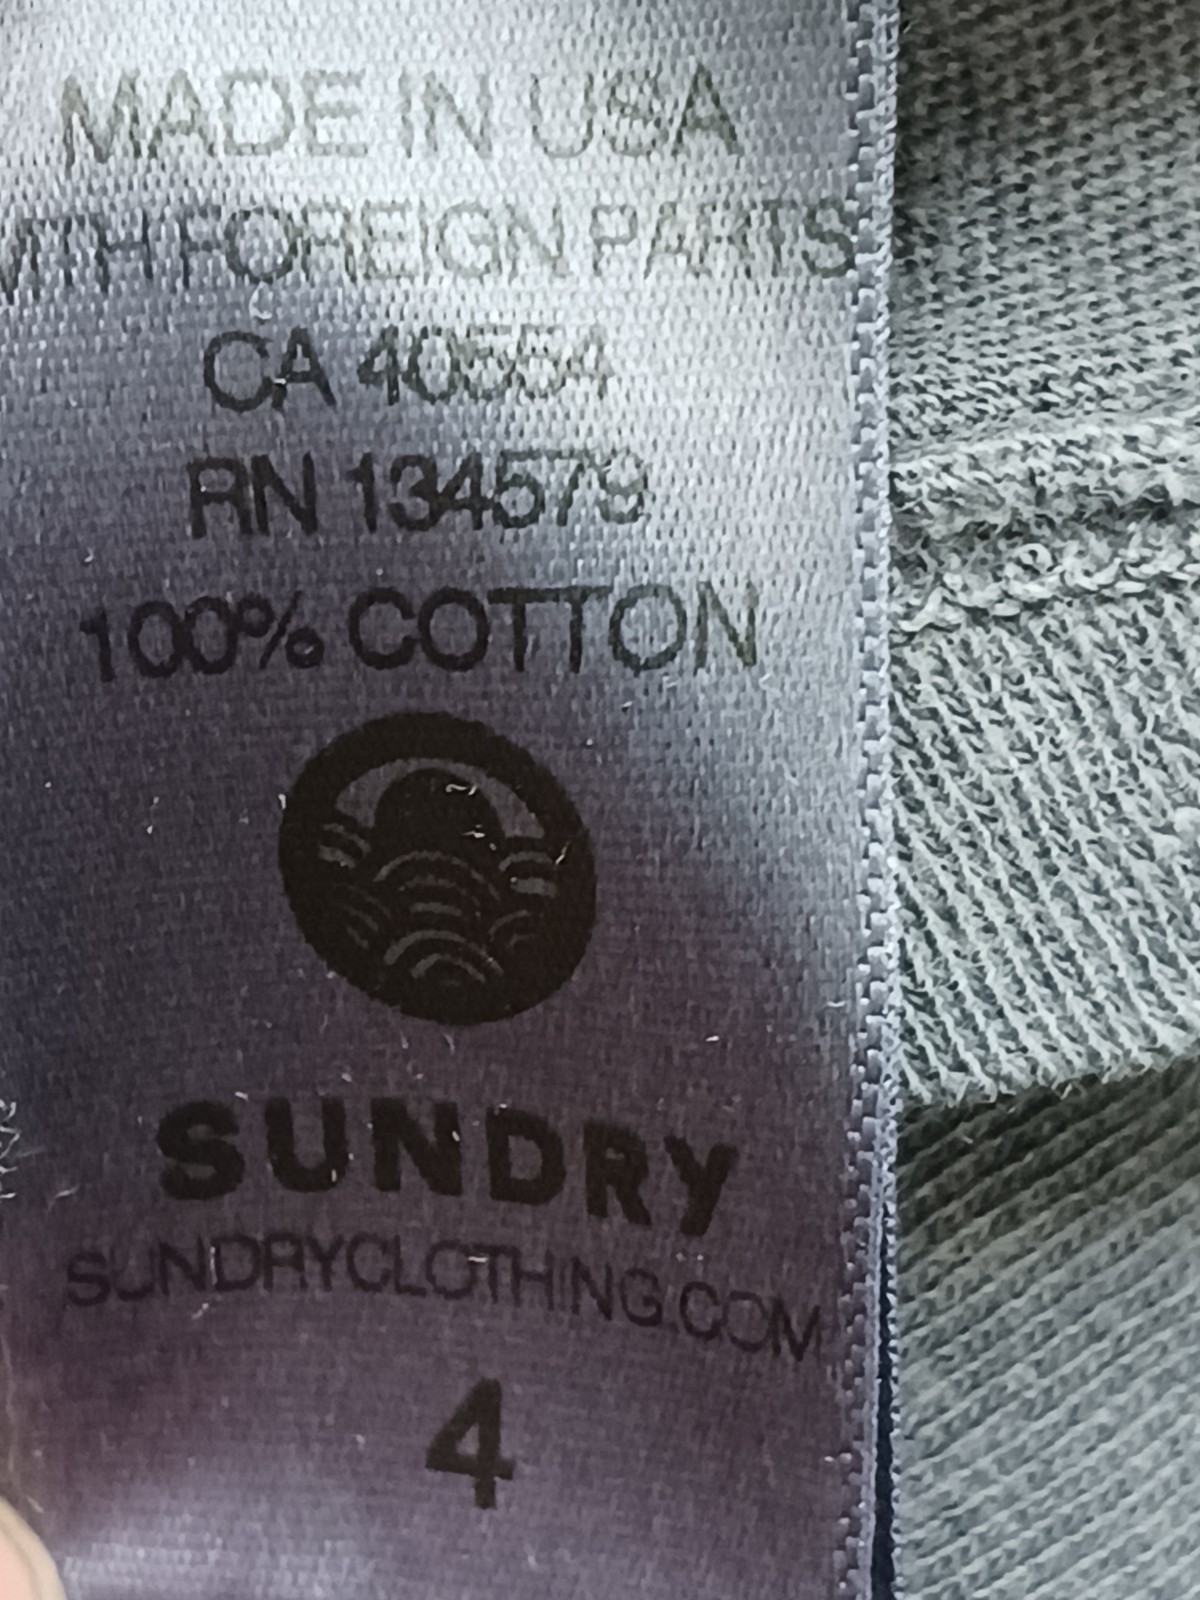 MADE IN USA
WITH FOREIGN PARTS
CA 40554
RN 134579
100% COTTON
SUNDRY
SUNDRYCLOTHING.COM
4